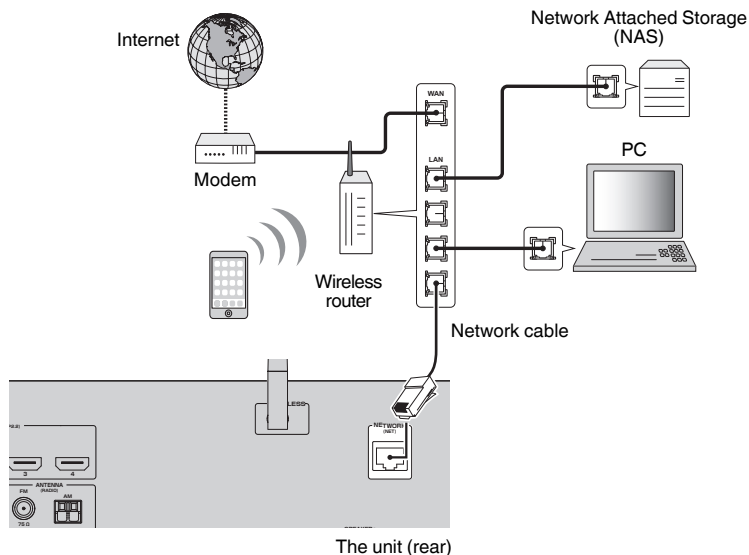 Network Attached Storage
(NAS)
Internet
WAN
LAN
PC
Modem
Wireless
router
Network cable
LESS
NETWORK
(NET)
3
4
ANTENNA
(RADIO)
FM
AM
75 Ω
The unit (rear)